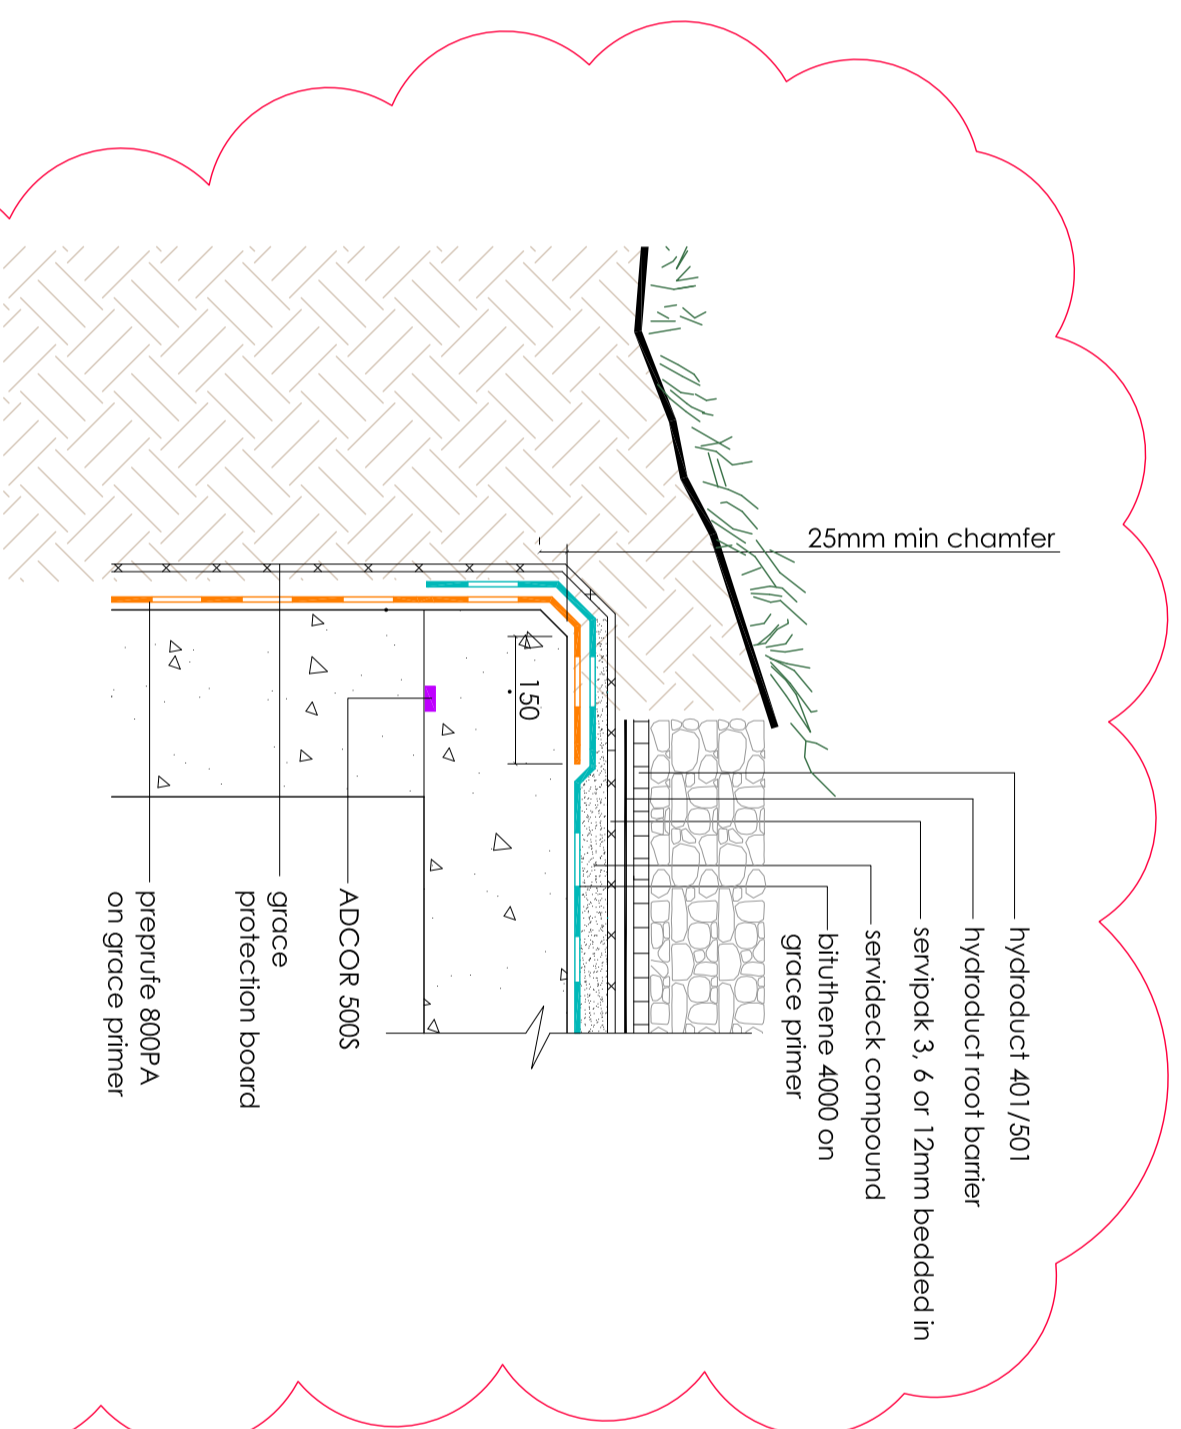 25mm min chamfer
hydroduct 401/501
hydroduct root barrier
servipak 3, 6 or 12mm bedded in
servideck compound
bituthene 4000 on
grace primer
150
ADCOR 500S
grace
protection board
preprufe 800PA
on grace primer